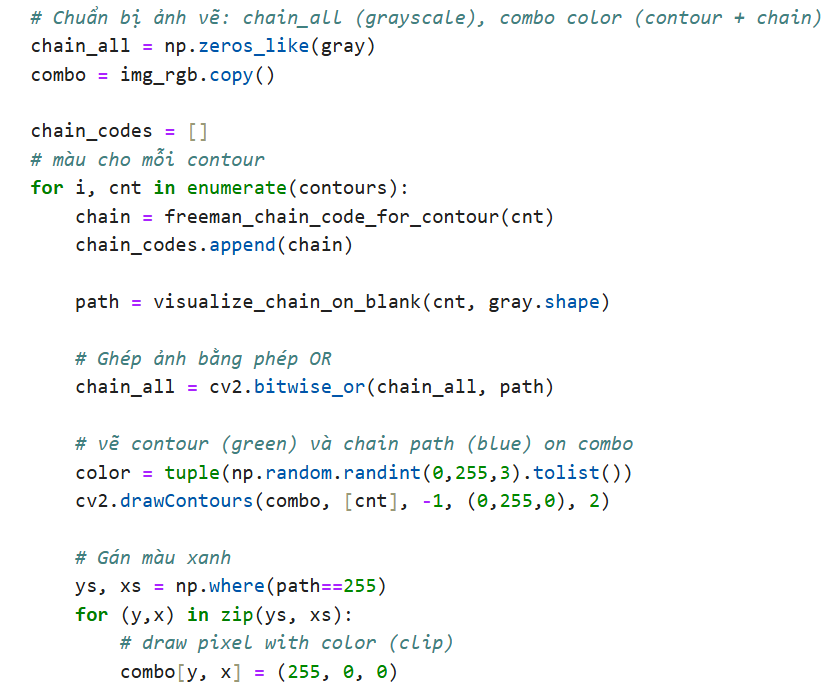 # Chuẩn bị ảnh vẽ: chain_all (grayscale), combo color (contour + chain)
chain_all = np.zeros_like(gray)
combo = img_rgb.copy()
chain_codes = []
# màu cho mỗi contour
for i, cnt in enumerate(contours):
    chain = freeman_chain_code_for_contour(cnt)
    chain_codes.append(chain)
    path = visualize_chain_on_blank(cnt, gray.shape)
    # Ghép ảnh bằng phép OR
    chain_all = cv2.bitwise_or(chain_all, path)
    # vẽ contour (green) và chain path (blue) on combo
    color = tuple(np.random.randint(0,255,3).tolist())
    cv2.drawContours(combo, [cnt], -1, (0,255,0), 2)
    # Gán màu xanh
    ys, xs = np.where(path==255)
    for (y,x) in zip(ys, xs):
        # draw pixel with color (clip)
        combo[y, x] = (255, 0, 0)